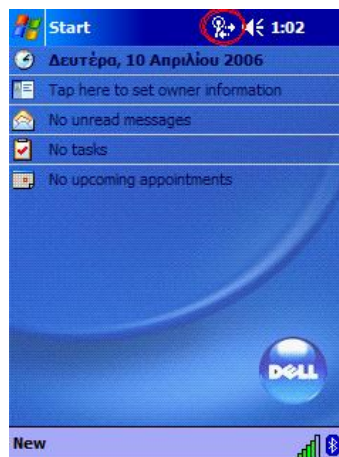 Start 1:02
Δευτέρα, 10 Απριλίου 2006
Tap here to set owner information
No unread messages
No tasks
No upcoming appointments
DELL
New